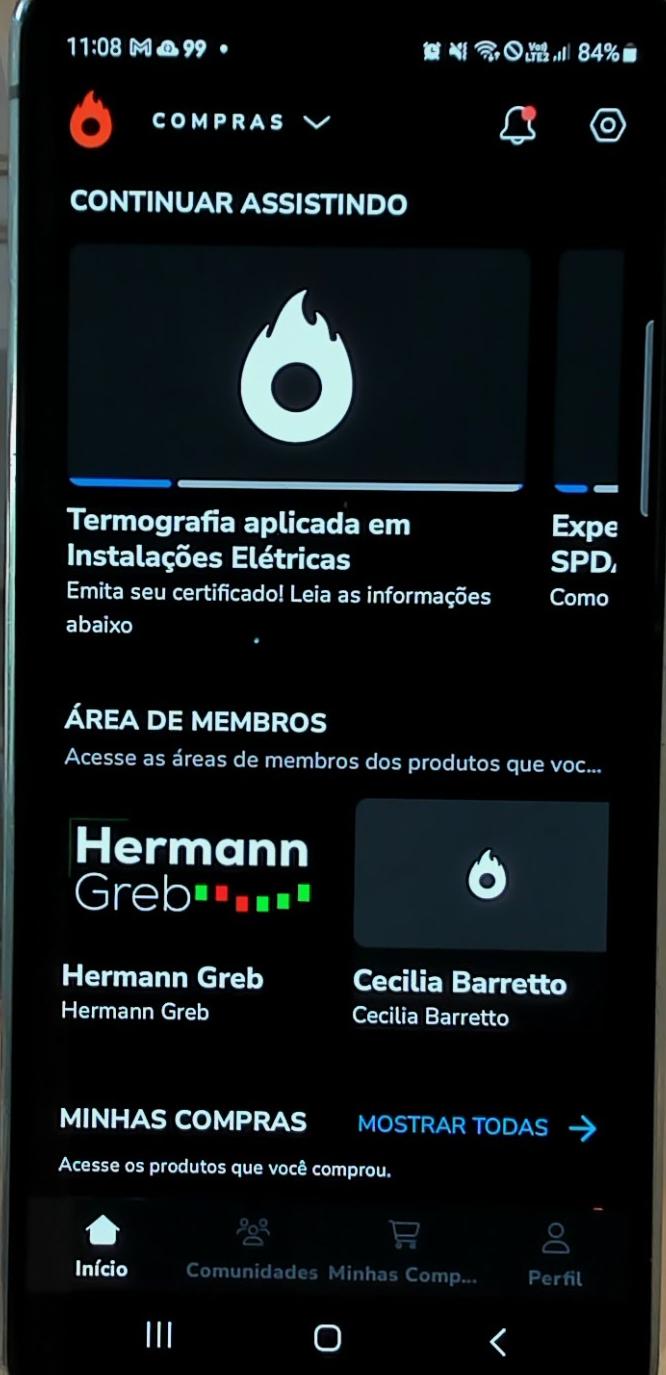 11:08 99
VoD LTE2 84%
COMPRAS
CONTINUAR ASSISTINDO
Termografia aplicada em
Instalações Elétricas
Emita seu certificado! Leia as informações
abaixo
Expe
SPDA
Como
ÁREA DE MEMBROS
Acesse as áreas de membros dos produtos que voc...
Hermann
Greb
Hermann Greb
Hermann Greb
Cecilia Barretto
Cecilia Barretto
MINHAS COMPRAS
MOSTRAR TODAS
Acesse os produtos que você comprou.
Início
Comunidades
Minhas Comp...
Perfil